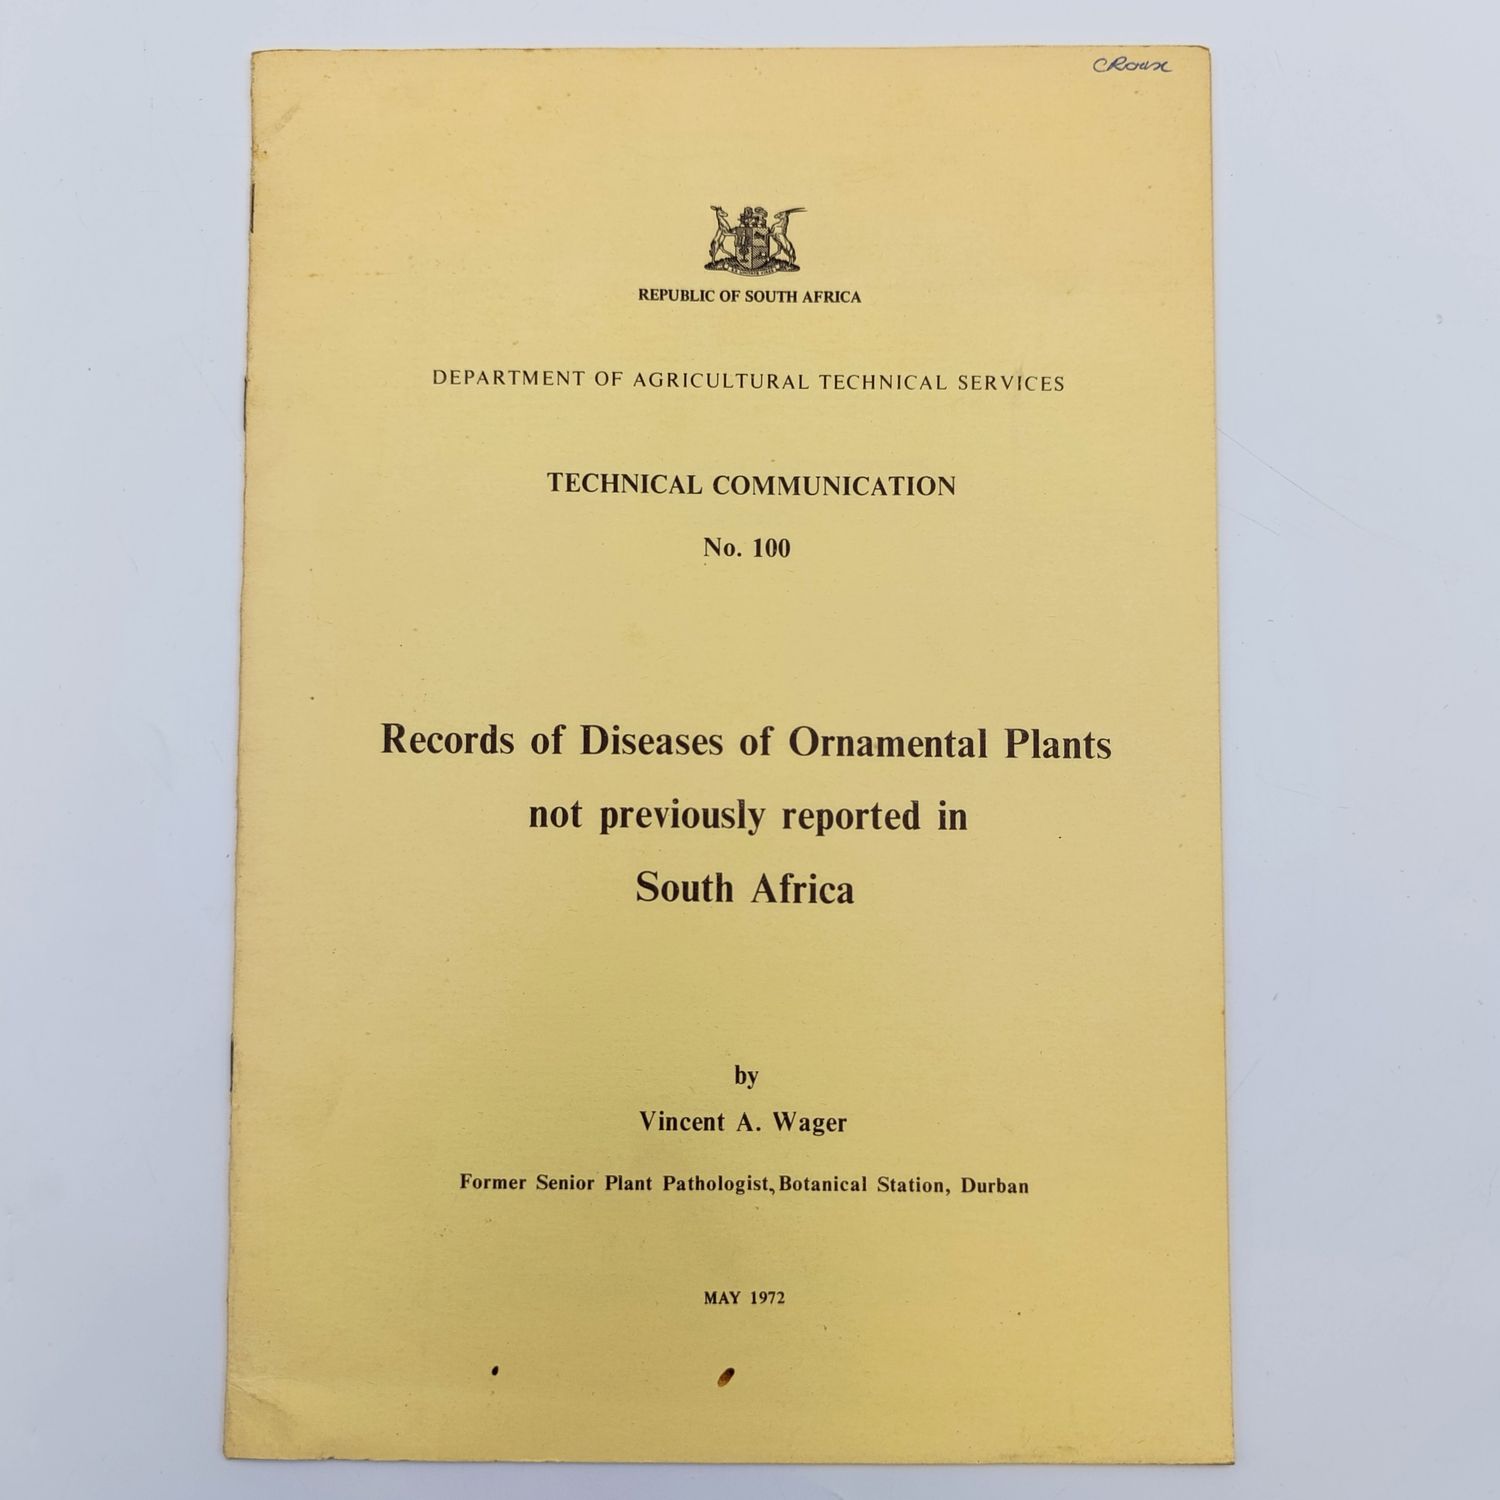 CRoux
REPUBLIC OF SOUTH AFRICA
DEPARTMENT OF AGRICULTURAL TECHNICAL SERVICES
TECHNICAL COMMUNICATION
No. 100
Records of Diseases of Ornamental Plants
not previously reported in
South Africa
by
Vincent A. Wager
Former Senior Plant Pathologist, Botanical Station, Durban
MAY 1972